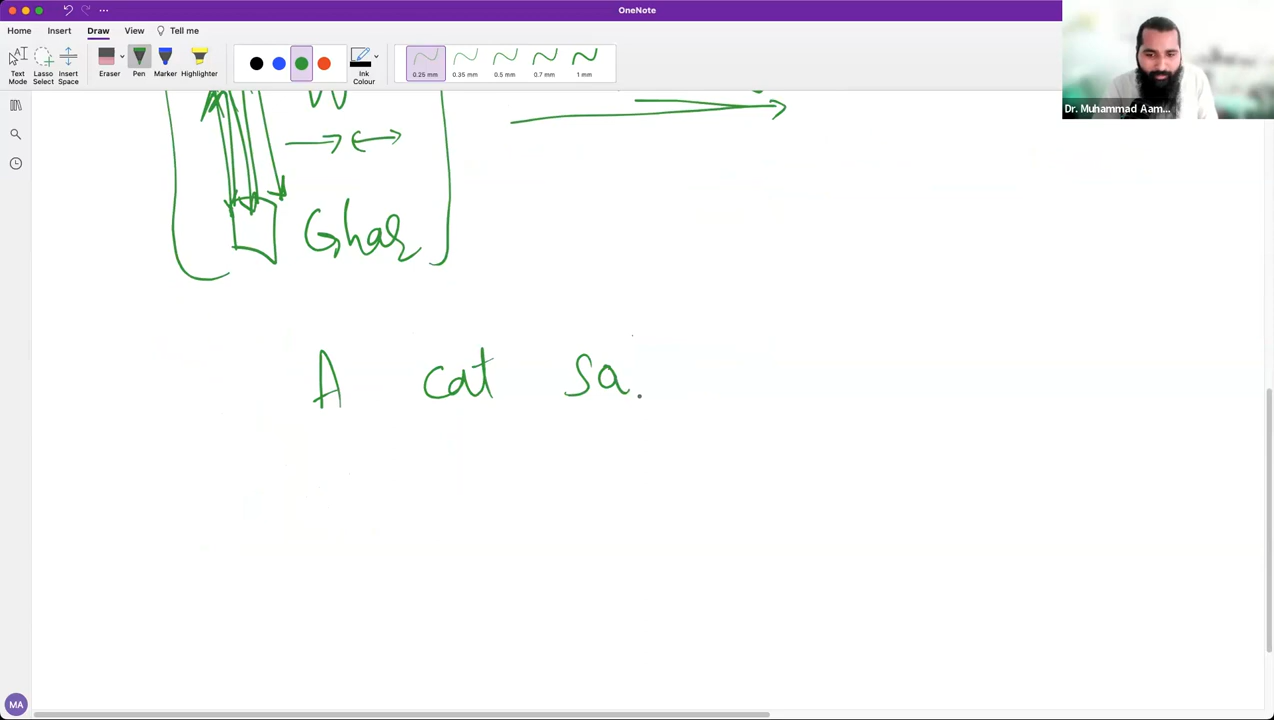 OneNote
Home Insert Draw View Tell me
Text Mode Lasso Select Insert Space Eraser Pen Marker Highlighter Ink Colour 0.25 mm 0.35 mm 0.5 mm 0.7 mm 1 mm
Dr. Muhammad Aam...
Ghar
A cat sa
MA